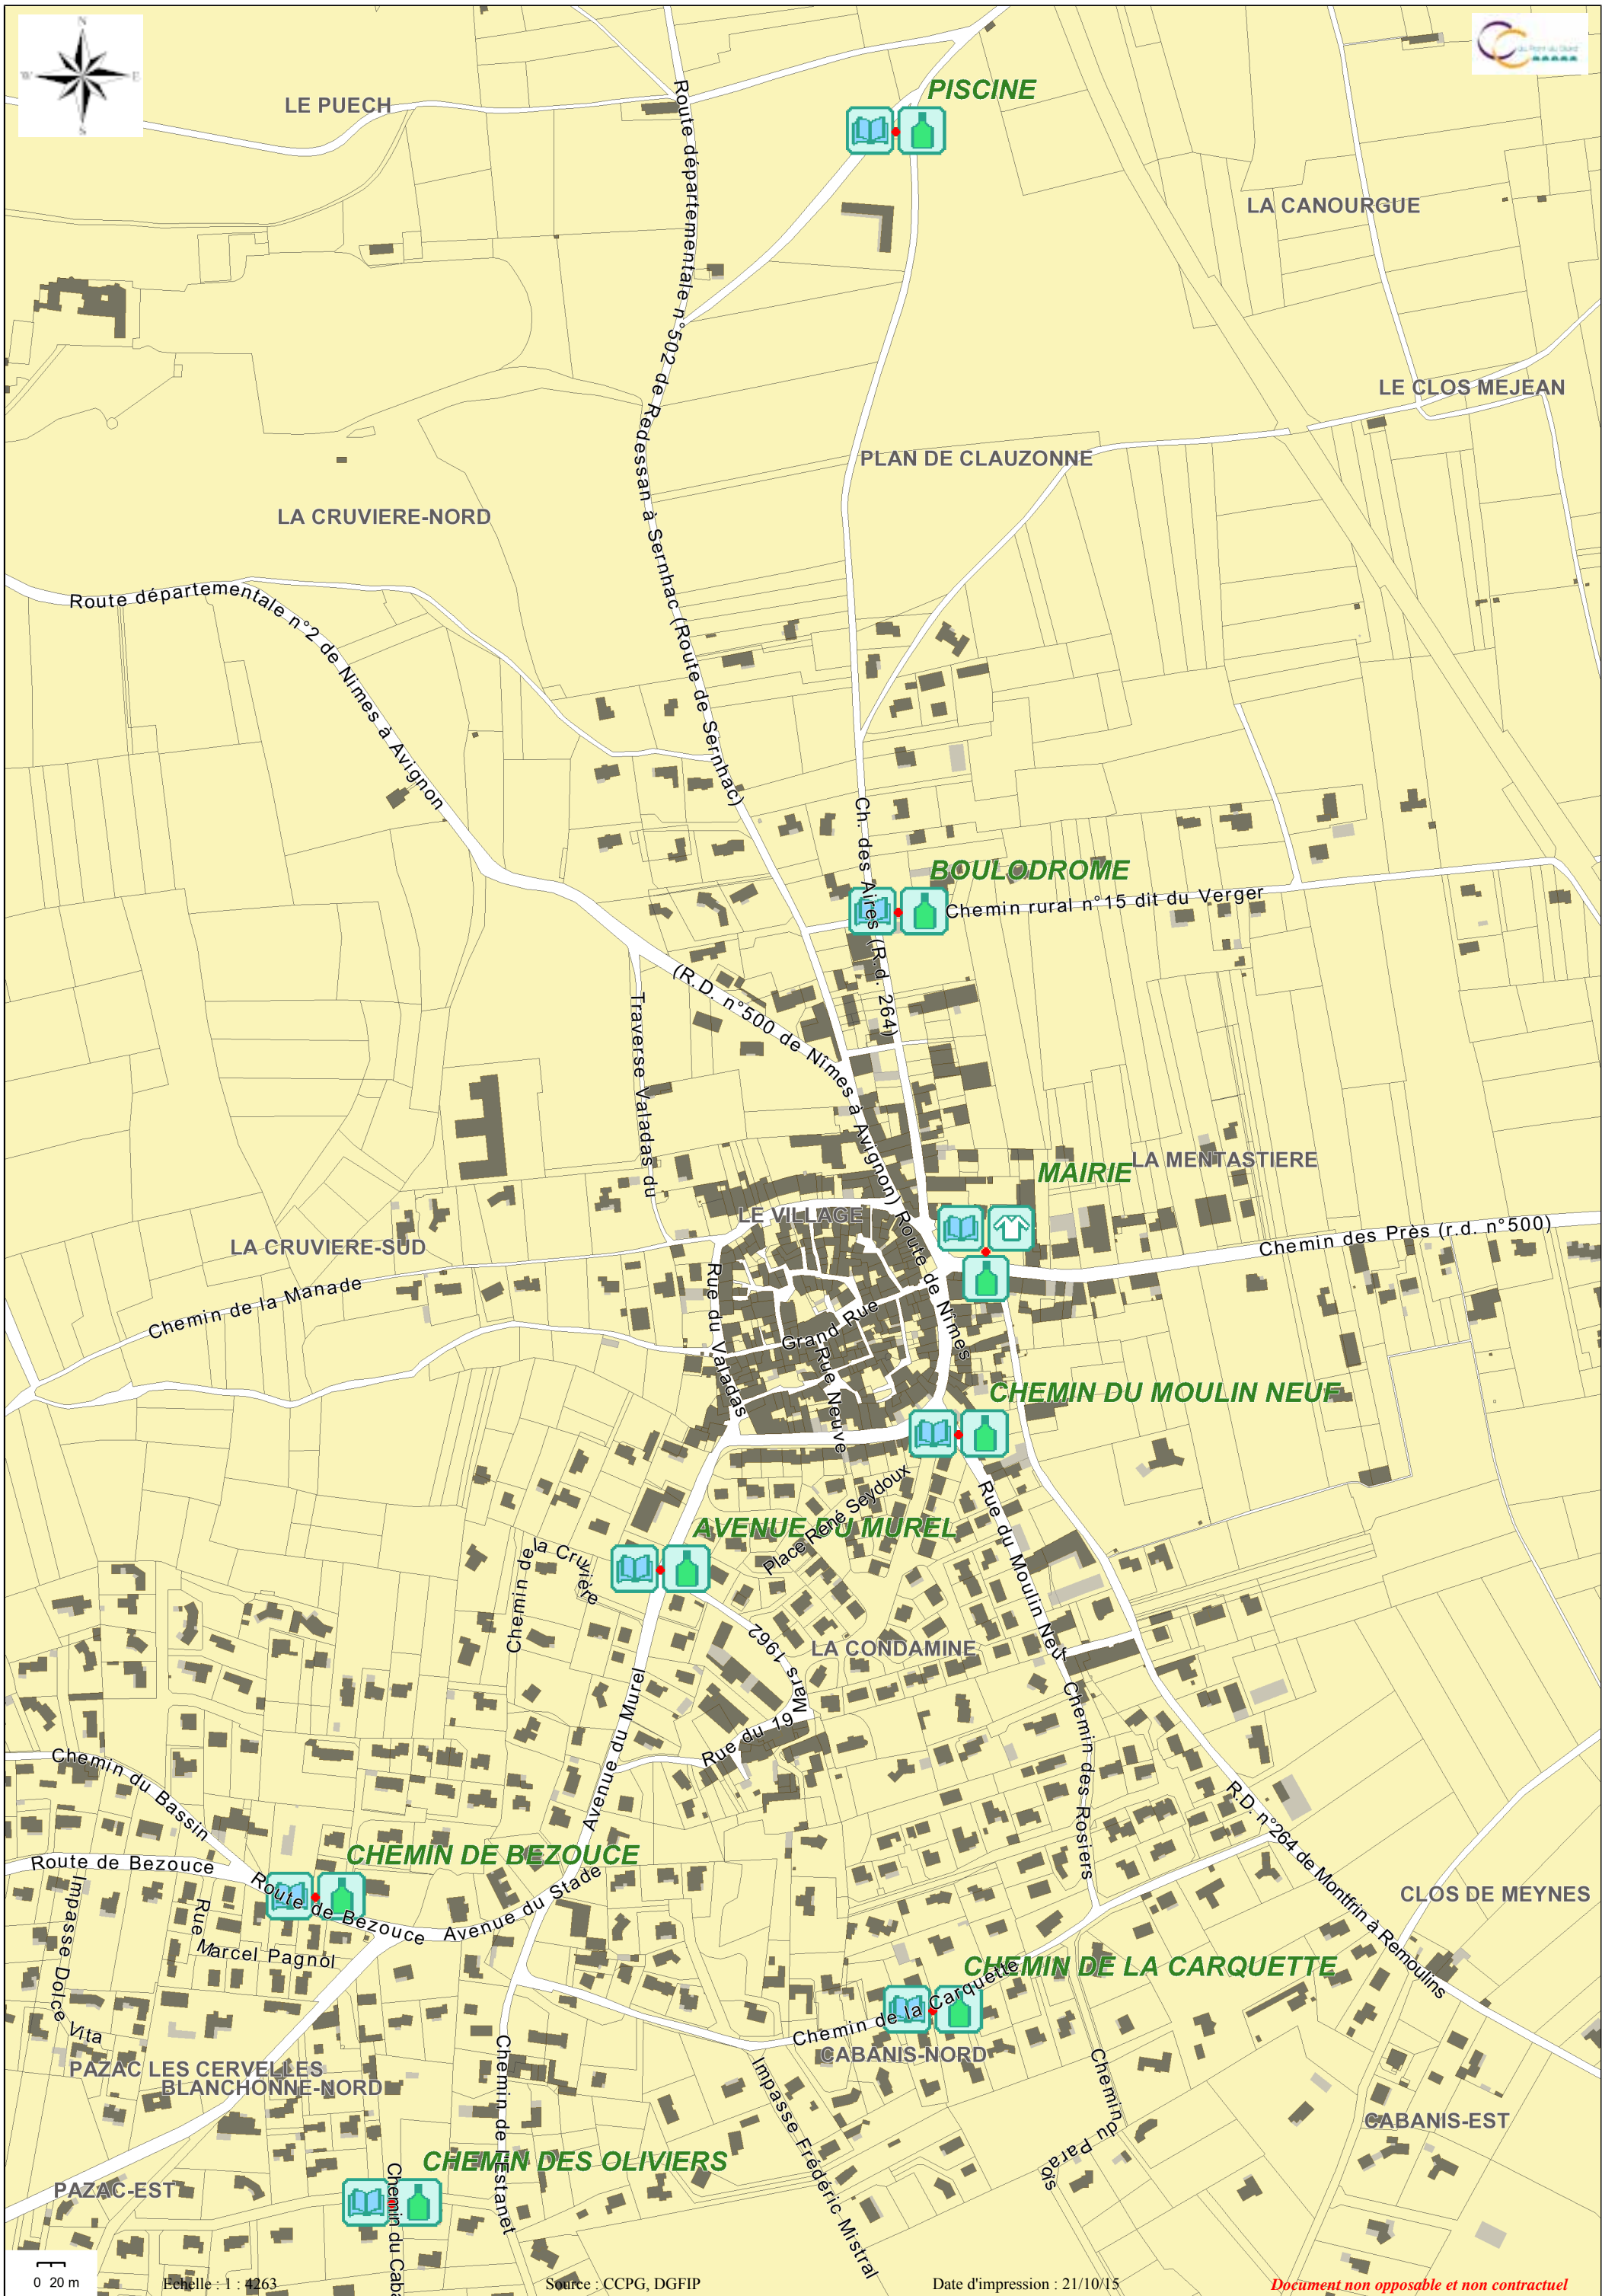 N
W
E
S
du Pont du Gard
PISCINE
LE PUECH
LA CANOURGUE
Route départementale n°502 de Redessan à Sernhac (Route de Sernhac)
LE CLOS MEJEAN
PLAN DE CLAUZONNE
LA CRUVIERE-NORD
Route départementale n°2 de Nimes à Avignon
Ch. des Aires (R.d. 264)
BOULODROME
Chemin rural n°15 dit du Verger
(R.D. n°500 de Nîmes à Avignon) Route de Nîmes
Traverse Valadas du
MAIRIE
LA MENTASTIERE
LE VILLAGE
LA CRUVIERE-SUD
Chemin des Près (r.d. n°500)
Chemin de la Manade
Rue du Valadas
Grand Rue
Rue Neuve
CHEMIN DU MOULIN NEUF
Place René Seydoux
Rue du Moulin Neuf
AVENUE DU MUREL
Chemin de la Cruvière
LA CONDAMINE
Rue du 19 Mars 1962
Avenue du Murel
Chemin des Rosiers
Chemin du Bassin
R.D. n°264 de Montfrin à Remoulins
CHEMIN DE BEZOUCE
Route de Bezouce
Route de Bezouce
Avenue du Stade
Impasse Dolce Vita
Rue Marcel Pagnol
CLOS DE MEYNES
CHEMIN DE LA CARQUETTE
Chemin de la Carquette
CABANIS-NORD
PAZAC LES CERVELLES
BLANCHONNE-NORD
Chemin de l'Estanet
Impasse Frédéric Mistral
Chemin du Parais
CABANIS-EST
CHEMIN DES OLIVIERS
PAZAC-EST
Chemin du Caba
0 20 m
Echelle : 1 : 4263
Source : CCPG, DGFIP
Date d'impression : 21/10/15
Document non opposable et non contractuel